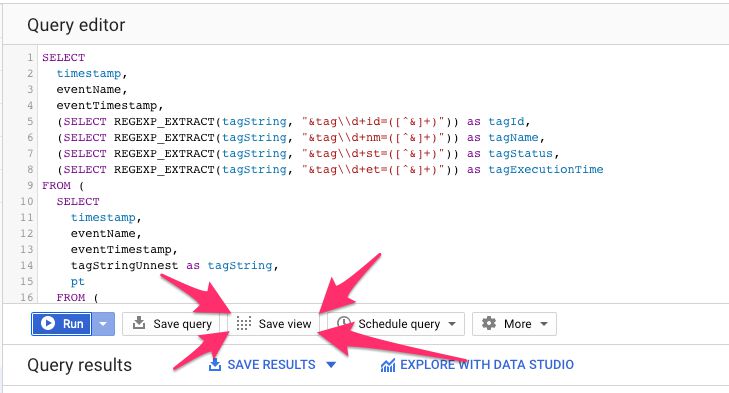 Query editor
1 SELECT
2 timestamp,
3 eventName,
4 eventTimestamp,
5 (SELECT REGEXP_EXTRACT(tagString, "&tag\\d+id=([^&]+)")) as tagId,
6 (SELECT REGEXP_EXTRACT(tagString, "&tag\\d+nm=([^&]+)")) as tagName,
7 (SELECT REGEXP_EXTRACT(tagString, "&tag\\d+st=([^&]+)")) as tagStatus,
8 (SELECT REGEXP_EXTRACT(tagString, "&tag\\d+et=([^&]+)")) as tagExecutionTime
9 FROM (
10 SELECT
11 timestamp,
12 eventName,
13 eventTimestamp,
14 tagStringUnnest as tagString,
15 pt
16 FROM (
Run Save query Save view Schedule query More
Query results SAVE RESULTS EXPLORE WITH DATA STUDIO